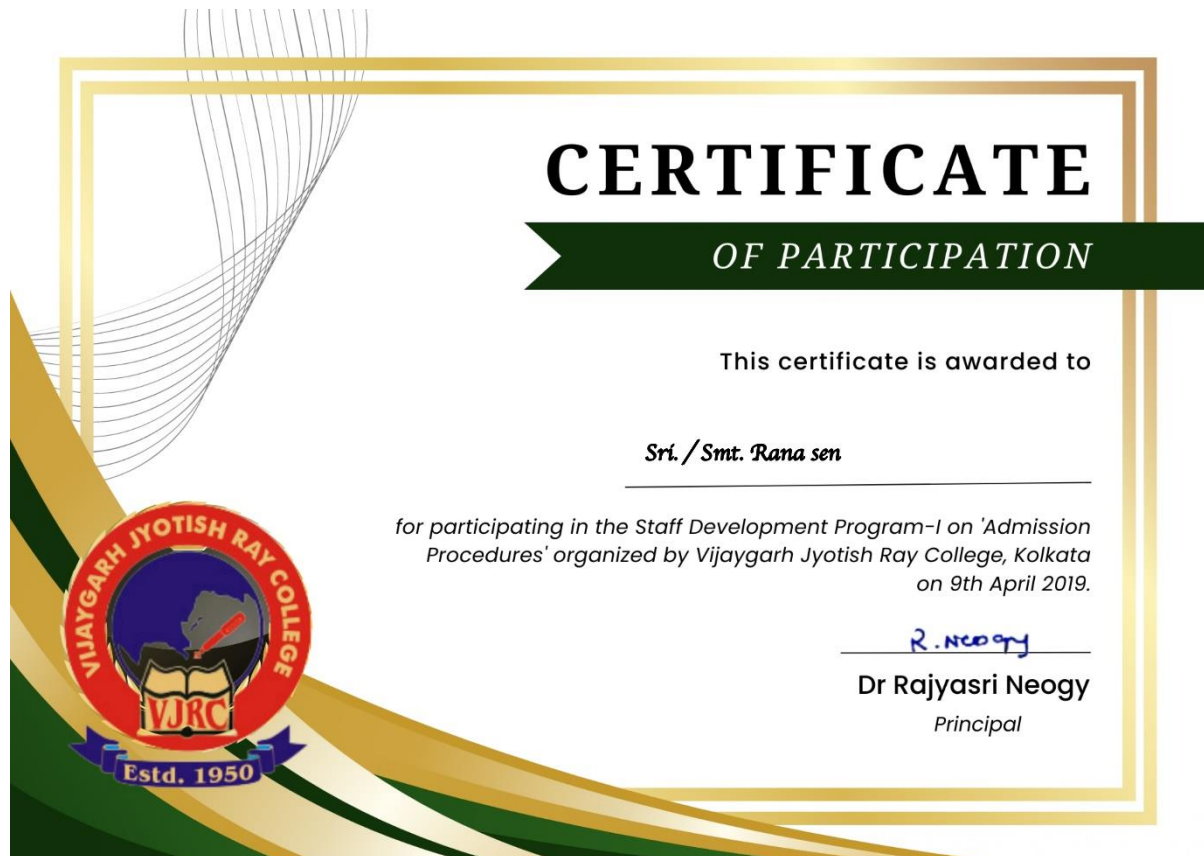 CERTIFICATE
OF PARTICIPATION
This certificate is awarded to
Sri. / Smt. Rana sen
for participating in the Staff Development Program-I on 'Admission
Procedures' organized by Vijaygarh Jyotish Ray College, Kolkata
on 9th April 2019.
R. Neogy
Dr Rajyasri Neogy
Principal
VIJAYGARH JYOTISH RAY COLLEGE
VJRC
Estd. 1950